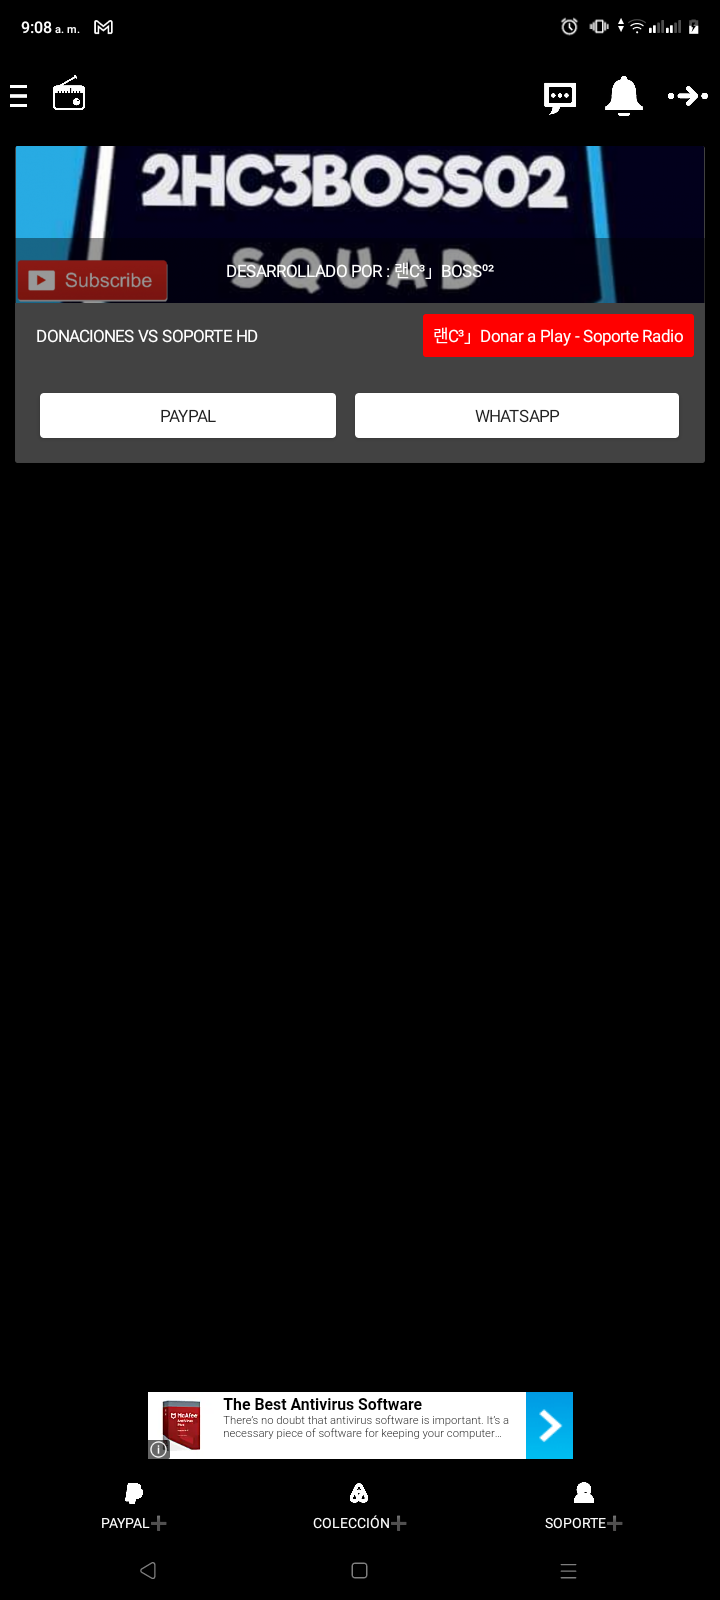 9:08 a. m.
2HC3BOSS02
SQUAD
Subscribe
DESARROLLADO POR : 랜C³」BOSS⁰²
DONACIONES VS SOPORTE HD
랜C³」Donar a Play - Soporte Radio
PAYPAL
WHATSAPP
McAfee
The Best Antivirus Software
There's no doubt that antivirus software is important. It's a
necessary piece of software for keeping your computer...
PAYPAL➕
COLECCIÓN➕
SOPORTE➕